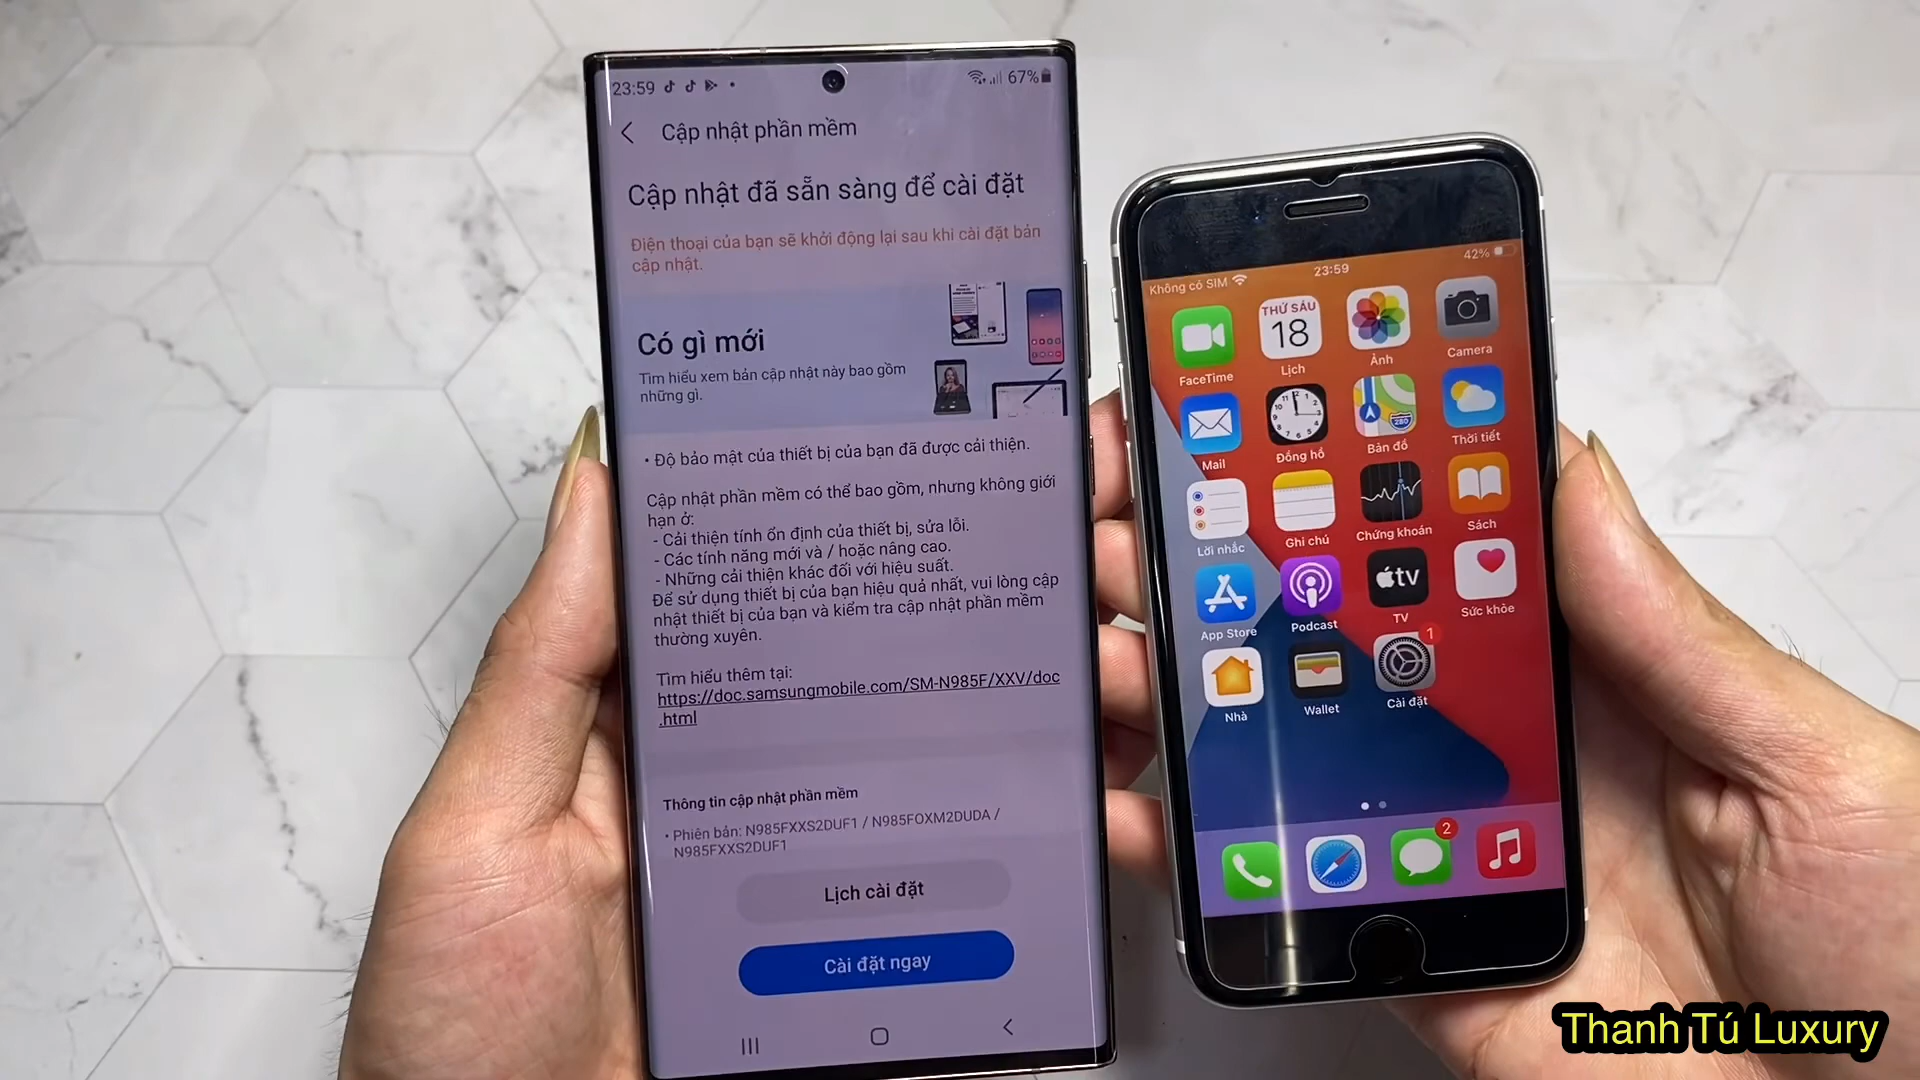 23:59
67%
Cập nhật phần mềm
Cập nhật đã sẵn sàng để cài đặt
Điện thoại của bạn sẽ khởi động lại sau khi cài đặt bản
cập nhật.
Có gì mới
Tìm hiểu xem bản cập nhật này bao gồm
những gì.
• Độ bảo mật của thiết bị của bạn đã được cải thiện.
Cập nhật phần mềm có thể bao gồm, nhưng không giới
hạn ở:
- Cải thiện tính ổn định của thiết bị, sửa lỗi.
- Các tính năng mới và / hoặc nâng cao.
- Những cải thiện khác đối với hiệu suất.
Để sử dụng thiết bị của bạn hiệu quả nhất, vui lòng cập
nhật thiết bị của bạn và kiểm tra cập nhật phần mềm
thường xuyên.
Tìm hiểu thêm tại:
https://doc.samsungmobile.com/SM-N985F/XXV/doc
.html
Thông tin cập nhật phần mềm
• Phiên bản: N985FXXS2DUF1 / N985FOXM2DUDA /
N985FXXS2DUF1
Lịch cài đặt
Cài đặt ngay
Không có SIM
23:59
42%
THỨ SÁU
18
FaceTime
Lịch
Ảnh
Camera
280
Mail
Đồng hồ
Bản đồ
Thời tiết
Lời nhắc
Ghi chú
Chứng khoán
Sách
tv
App Store
Podcast
TV
Sức khỏe
1
Nhà
Wallet
Cài đặt
2
Thanh Tú Luxury